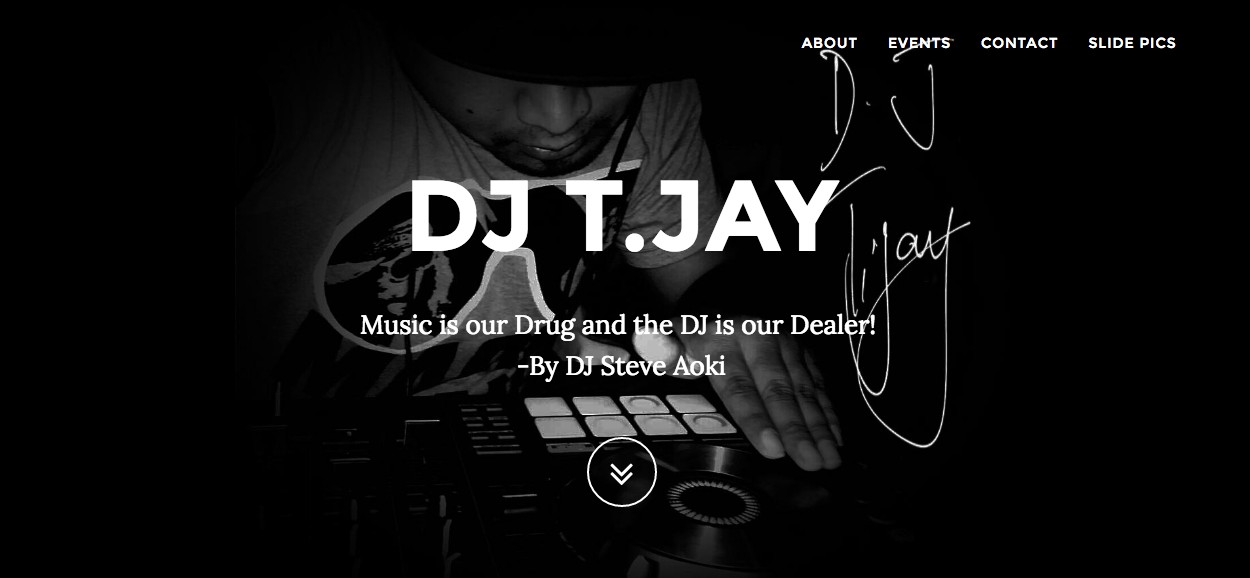 ABOUT EVENTS CONTACT SLIDE PICS
D.J
Tijay
DJ T.JAY
Music is our Drug and the DJ is our Dealer!
-By DJ Steve Aoki